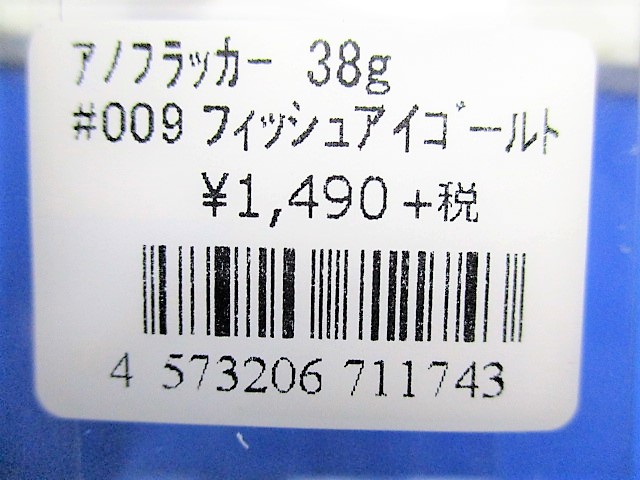 アノフラッカー 38g
#009 フィッシュアイゴールト
¥1,490+税
4 573206 711743